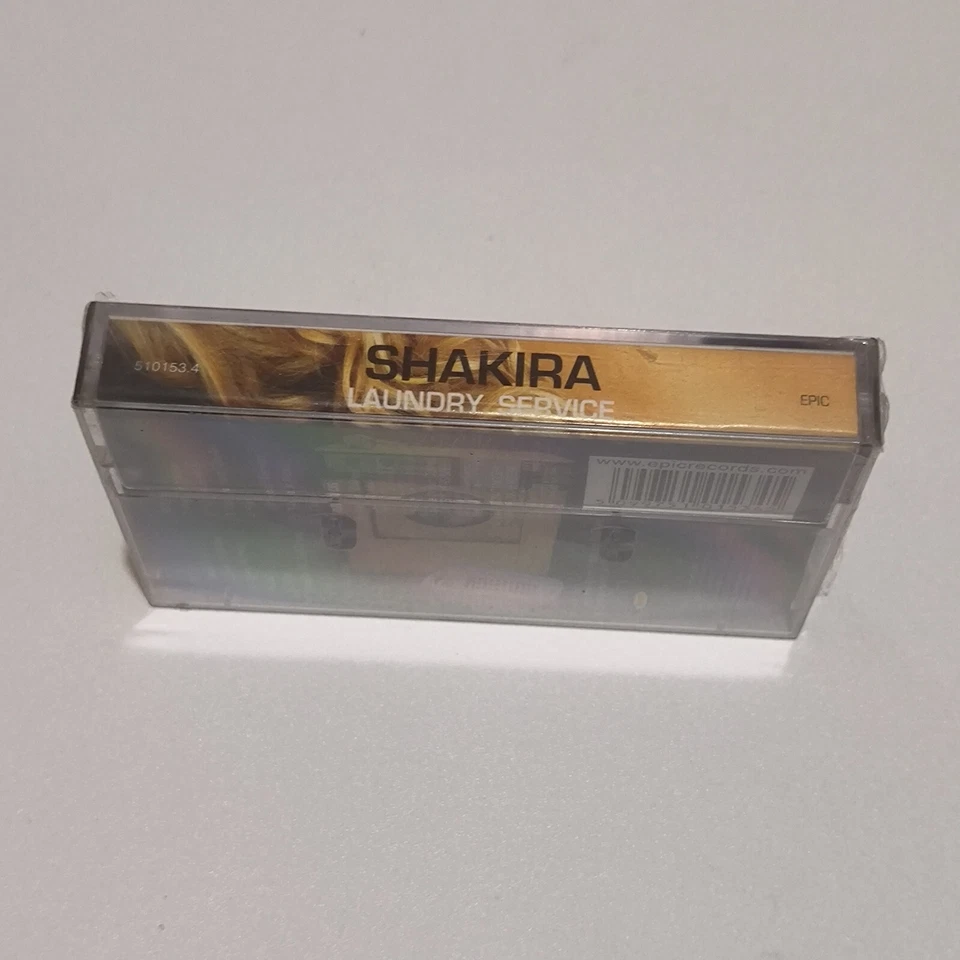 510153.4
SHAKIRA
LAUNDRY SERVICE
EPIC
www.epicrecords.com